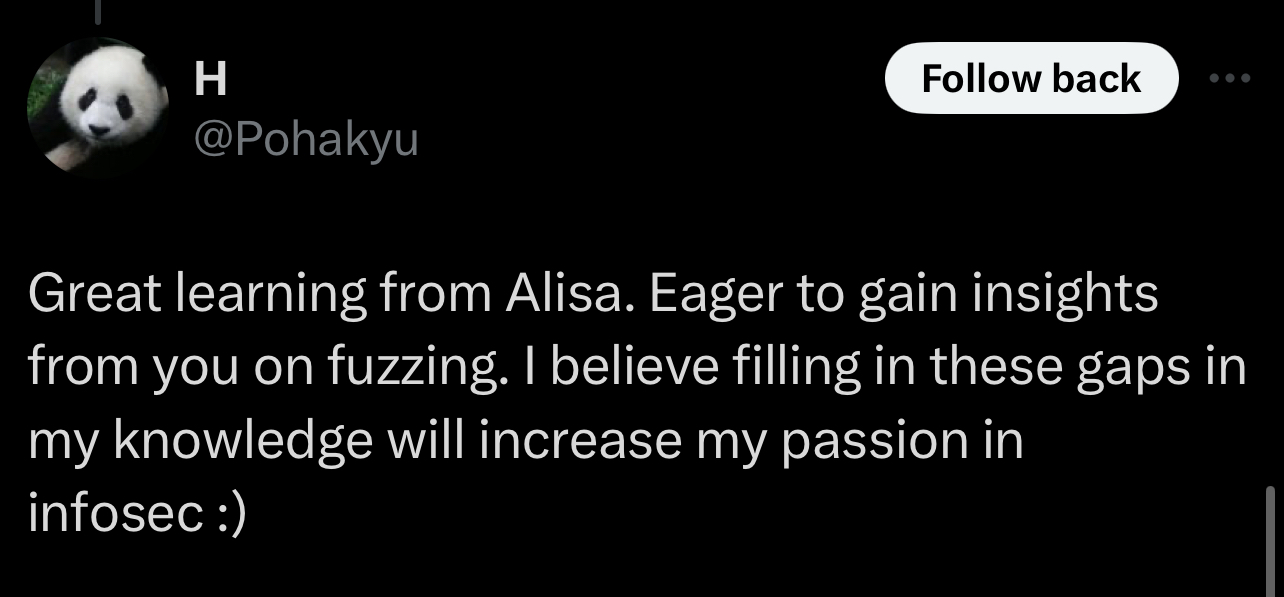 H
Follow back
@Pohakyu
Great learning from Alisa. Eager to gain insights
from you on fuzzing. I believe filling in these gaps in
my knowledge will increase my passion in
infosec :)